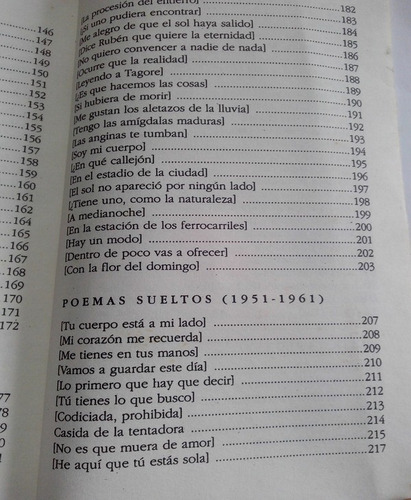 146
147
148
149
150
151
152
154
155
156
157
158
159
160
161
162
163
164
165
166
167
170
170
172
77
78
[La procesión del entierro] 182
[¡Si uno pudiera encontrar] 183
[Me alegro de que el sol haya salido] 184
[Dice Rubén que quiere la eternidad] 185
[No quiero convencer a nadie de nada] 186
[Ocurre que la realidad] 187
[Leyendo a Tagore] 188
[¿Es que hacemos las cosas] 189
[Si hubiera de morir] 190
[Me gustan los aletazos de la lluvia] 191
[Tengo las amígdalas maduras] 192
[Las anginas te tumban] 193
[Soy mi cuerpo] 194
[¿En qué callejón] 195
[En el estadio de la ciudad] 196
[El sol no apareció por ningún lado] 197
[¿Tiene uno, como la naturaleza] 198
[A medianoche] 199
[En la estación de los ferrocarriles] 200
[Hay un modo] 201
[Dentro de poco vas a ofrecer] 202
[Con la flor del domingo] 203
POEMAS SUELTOS (1951-1961)
[Tu cuerpo está a mi lado] 207
[Mi corazón me recuerda] 208
[Me tienes en tus manos] 209
[Vamos a guardar este día] 210
[Lo primero que hay que decir] 211
[Tú tienes lo que busco] 212
[Codiciada, prohibida] 213
Casida de la tentadora 214
[No es que muera de amor] 215
[He aquí que tú estás sola] 217